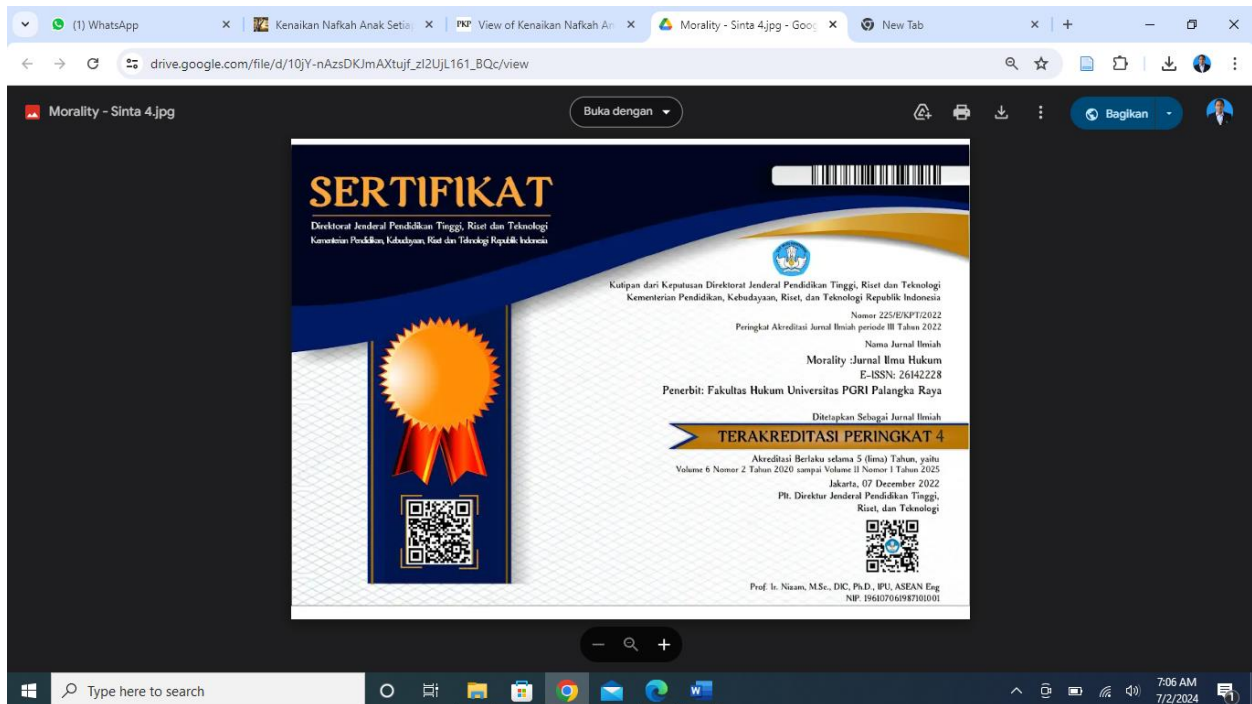 (1) WhatsApp
Kenaikan Nafkah Anak Setia
PKP View of Kenaikan Nafkah An
Morality - Sinta 4.jpg - Goog
New Tab
drive.google.com/file/d/10jY-nAzsDKJmAXtujf_zI2UjL161_BQc/view
Morality - Sinta 4.jpg
Buka dengan
Bagikan
SERTIFIKAT
Direktorat Jenderal Pendidikan Tinggi, Riset dan Teknologi
Kementerian Pendidikan, Kebudayaan, Riset dan Teknologi Republik Indonesia
Kutipan dari Keputusan Direktorat Jenderal Pendidikan Tinggi, Riset dan Teknologi
Kementerian Pendidikan, Kebudayaan, Riset, dan Teknologi Republik Indonesia
Nomor 225/E/KPT/2022
Peringkat Akreditasi Jurnal Ilmiah periode III Tahun 2022
Nama Jurnal Ilmiah
Morality :Jurnal Ilmu Hukum
E-ISSN: 26142228
Penerbit: Fakultas Hukum Universitas PGRI Palangka Raya
Ditetapkan Sebagai Jurnal Ilmiah
TERAKREDITASI PERINGKAT 4
Akreditasi Berlaku selama 5 (lima) Tahun, yaitu
Volume 6 Nomor 2 Tahun 2020 sampai Volume 11 Nomor 1 Tahun 2025
Jakarta, 07 December 2022
Plt. Direktur Jenderal Pendidikan Tinggi,
Riset, dan Teknologi
Prof. Ir. Nizam, M.Sc., DIC, Ph.D., IPU, ASEAN Eng
NIP. 196107061987101001
Type here to search
7:06 AM
7/2/2024